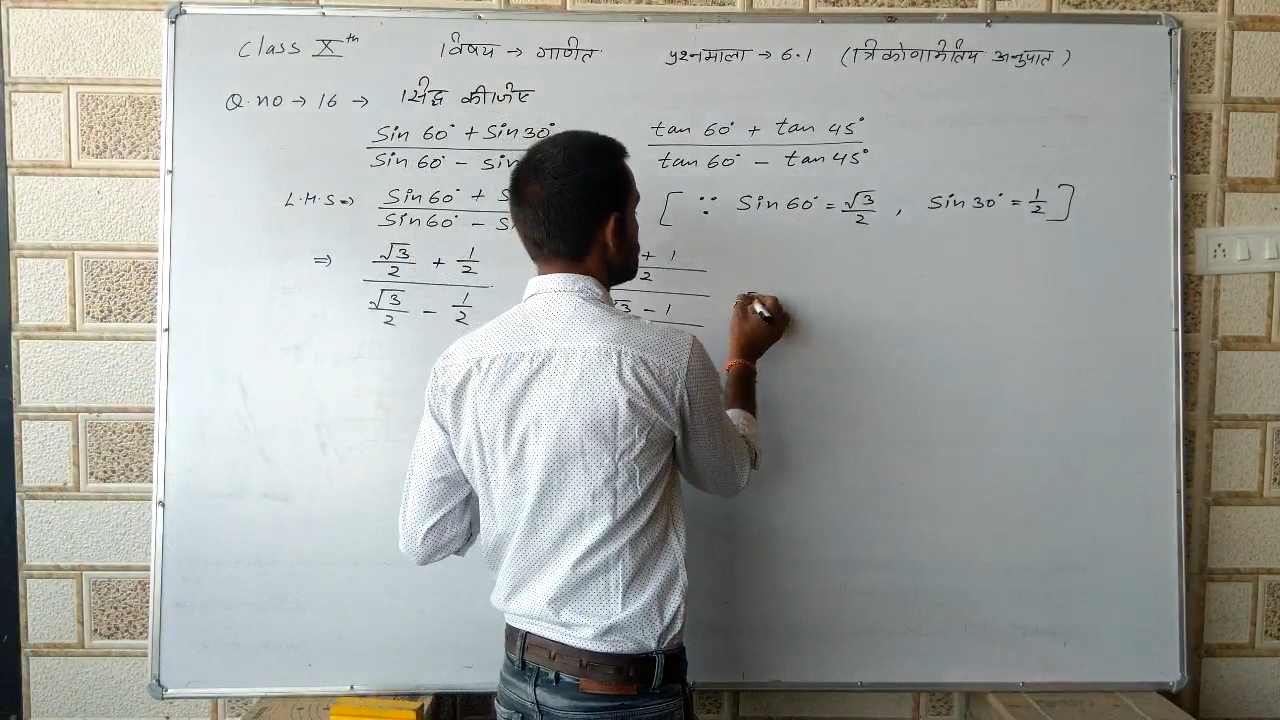 Class Xth विषय → गणित प्रश्नमाला → 6.1 (त्रिकोणामितिय अनुपात)
Q.no → 16 → सिद्ध कीजिए
Sin 60° + Sin 30° tan 60° + tan 45°
Sin 60° - sin tan 60° - tan 45°
L.H.S ⇒ Sin 60° + S [ ∵ Sin 60° = √3/2 , Sin 30° = 1/2 ]
Sin 60° - S
⇒ √3/2 + 1/2 + 1
2
√3/2 - 1/2 3 - 1